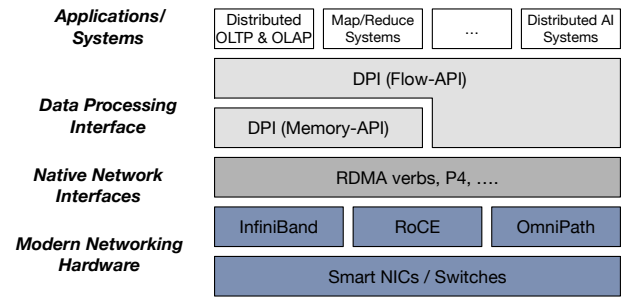 Applications/
Systems
Distributed
OLTP & OLAP
Map/Reduce
Systems
...
Distributed AI
Systems
DPI (Flow-API)
Data Processing
Interface
DPI (Memory-API)
Native Network
Interfaces
RDMA verbs, P4, ....
Modern Networking
Hardware
InfiniBand
RoCE
OmniPath
Smart NICs / Switches